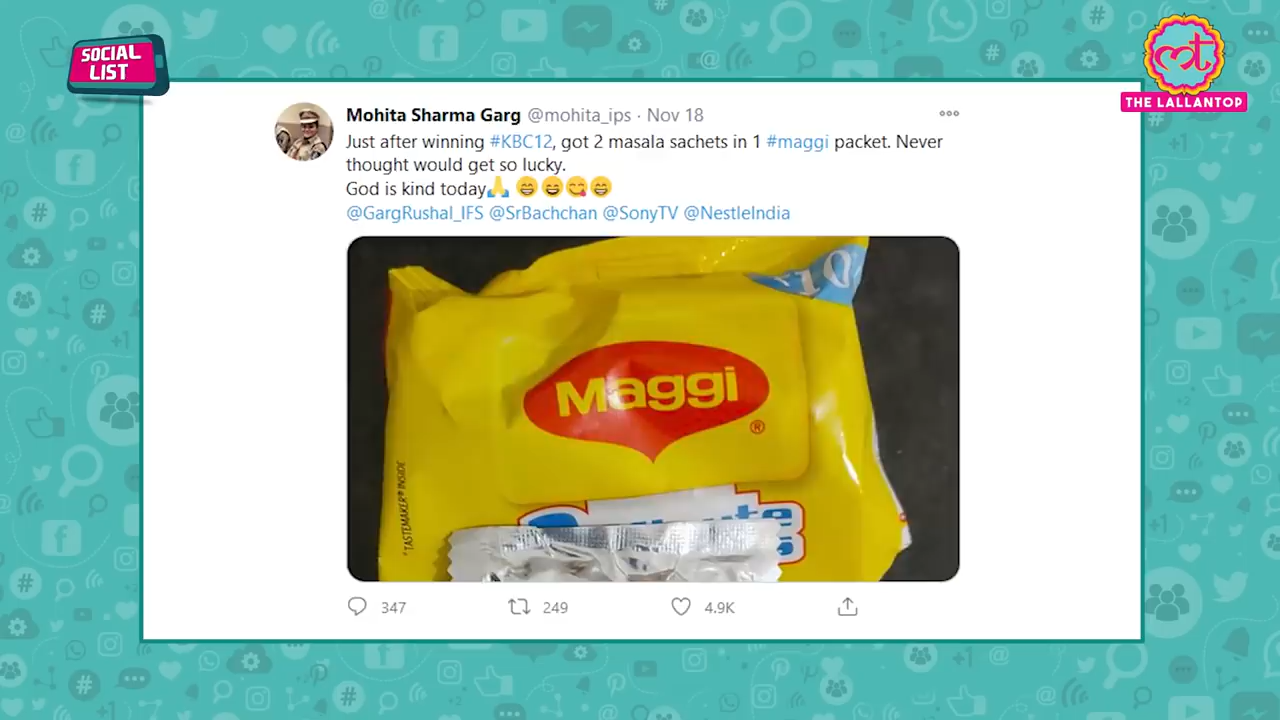 SOCIAL
LIST
मत
THE LALLANTOP
Mohita Sharma Garg @mohita_ips · Nov 18
Just after winning #KBC12, got 2 masala sachets in 1 #maggi packet. Never
thought would get so lucky.
God is kind today🙏 😁😄😋😁
@GargRushal_IFS @SrBachchan @SonyTV @NestleIndia
Maggi
®
*TASTEMAKER® INSIDE
347 249 4.9K